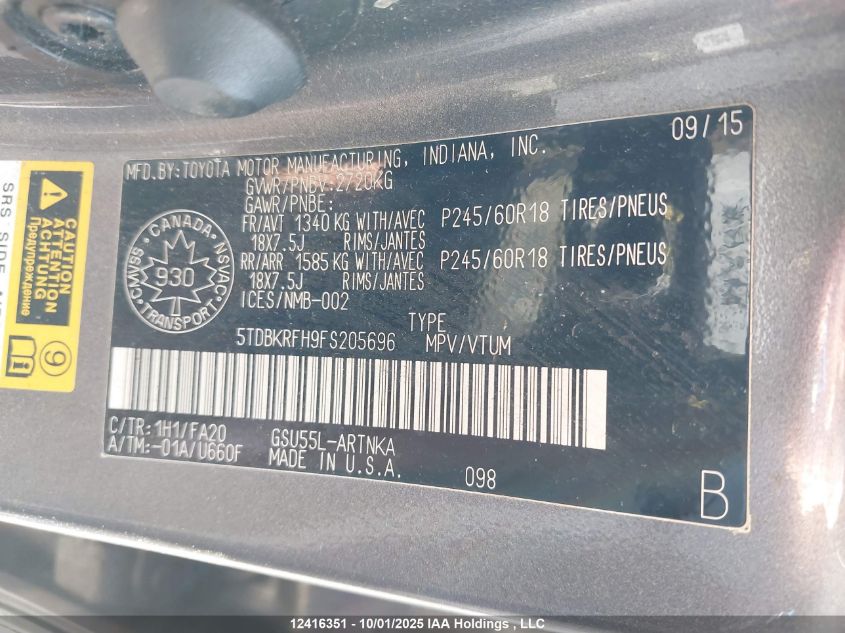 09/15
MFD.BY:TOYOTA MOTOR MANUFACTURING, INDIANA, INC.
GVWR/PNBV:2720KG
GAWR/PNBE:
FR/AVT 1340 KG WITH/AVEC P245/60R18 TIRES/PNEUS
18X7.5J RIMS/JANTES
RR/ARR 1585 KG WITH/AVEC P245/60R18 TIRES/PNEUS
18X7.5J RIMS/JANTES
ICES/NMB-002
TYPE
5TDBKRFH9FS205696 MPV/VTUM
C/TR: 1H1/FA20 GSU55L-ARTNKA
A/TM:-01A/U660F MADE IN U.S.A. 098
B
CANADA
CMVSS
NSVAC
930
TRANSPORT
CAUTION
ATTENTION
ACHTUNG
Предупреждение
9
SRS SIDE
12416351 - 10/01/2025 IAA Holdings , LLC